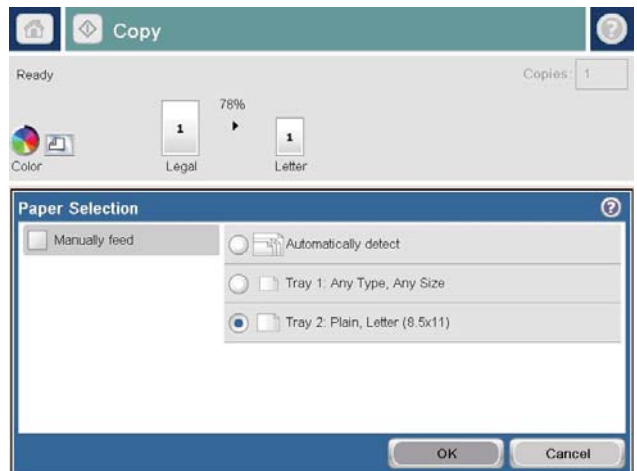 Copy
?
Ready
Copies: 1
78%
1
1
Color
Legal
Letter
Paper Selection
?
Manually feed
Automatically detect
Tray 1: Any Type, Any Size
Tray 2: Plain, Letter (8.5x11)
OK
Cancel